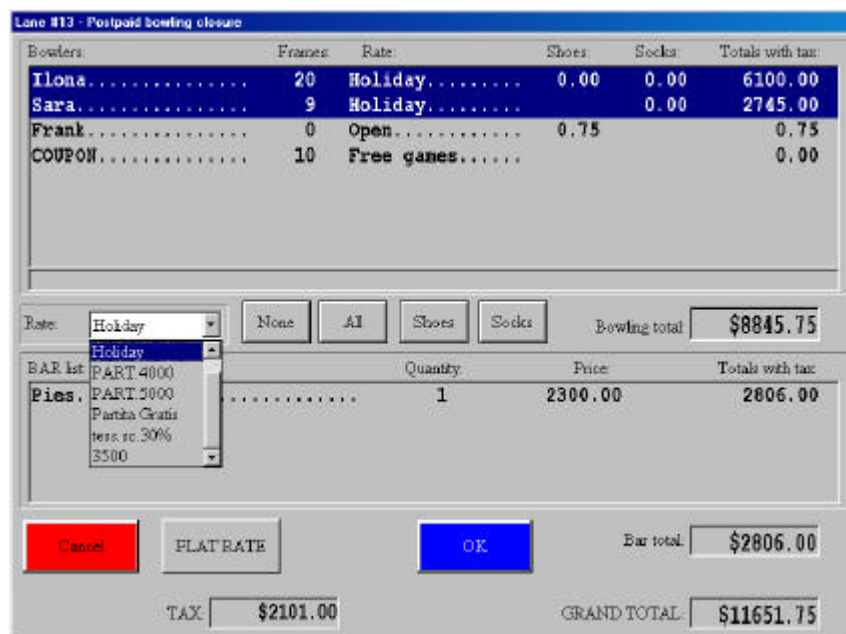 Lane #13 - Postpaid bowling closure
Bowlers: Frames: Rate: Shoes: Socks: Totals with tax:
Ilona............... 20 Holiday......... 0.00 0.00 6100.00
Sara............... 9 Holiday......... 0.00 2745.00
Frank.............. 0 Open............ 0.75 0.75
COUPON............. 10 Free games...... 0.00
Rate: Holiday None All Shoes Socks Bowling total: $8845.75
Holiday
BAR list Quantity: Price: Totals with tax:
PART.4000
Pies. ............. 1 2300.00 2806.00
PART.5000
Partita Gratis
tess.sc.30%
3500
Cancel FLAT RATE OK Bar total: $2806.00
TAX: $2101.00 GRAND TOTAL: $11651.75